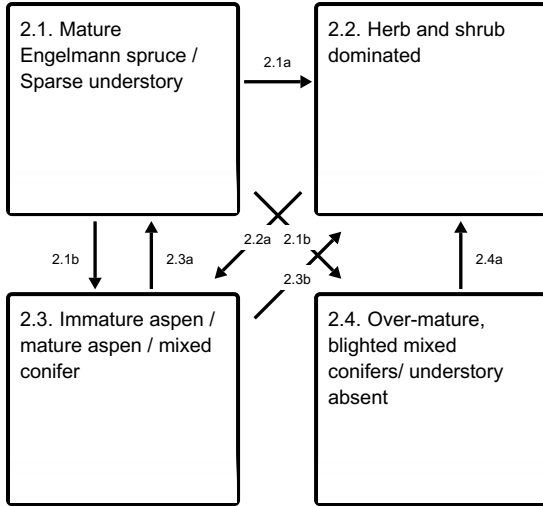 2.1. Mature
Engelmann spruce /
Sparse understory
2.1a
2.2. Herb and shrub
dominated
2.1b
2.3a
2.2a
2.1b
2.3b
2.4a
2.3. Immature aspen /
mature aspen / mixed
conifer
2.4. Over-mature,
blighted mixed
conifers/ understory
absent